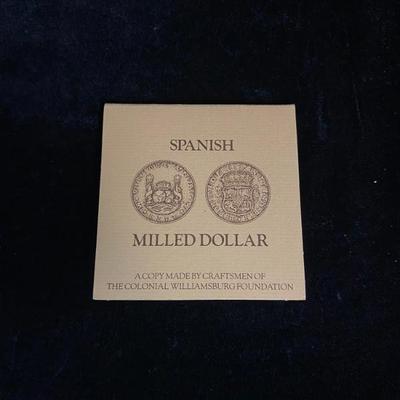 SPANISH
MILLED DOLLAR
A COPY MADE BY CRAFTSMEN OF
THE COLONIAL WILLIAMSBURG FOUNDATION